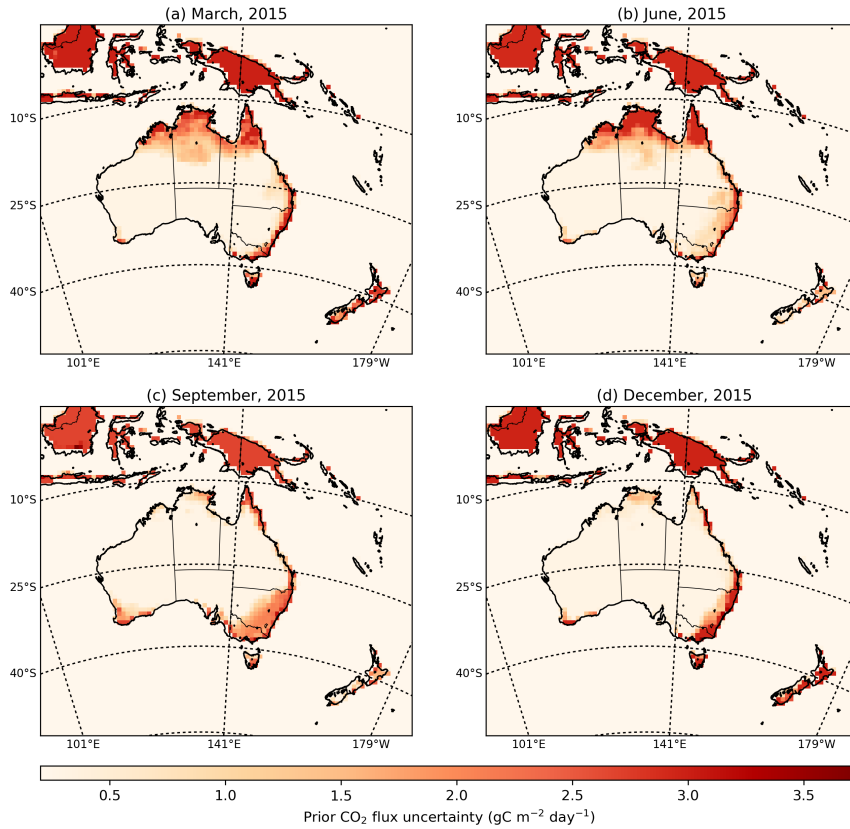 (a) March, 2015
(b) June, 2015
10°S
25°S
40°S
101°E
141°E
179°W
10°S
25°S
40°S
101°E
141°E
179°W
(c) September, 2015
(d) December, 2015
10°S
25°S
40°S
101°E
141°E
179°W
10°S
25°S
40°S
101°E
141°E
179°W
0.5 1.0 1.5 2.0 2.5 3.0 3.5
Prior CO₂ flux uncertainty (gC m⁻² day⁻¹)